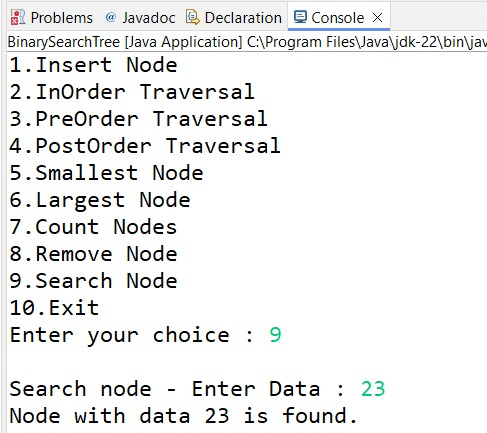 Problems @ Javadoc Declaration Console ×
BinarySearchTree [Java Application] C:\Program Files\Java\jdk-22\bin\jav
1.Insert Node
2.InOrder Traversal
3.PreOrder Traversal
4.PostOrder Traversal
5.Smallest Node
6.Largest Node
7.Count Nodes
8.Remove Node
9.Search Node
10.Exit
Enter your choice : 9
Search node - Enter Data : 23
Node with data 23 is found.